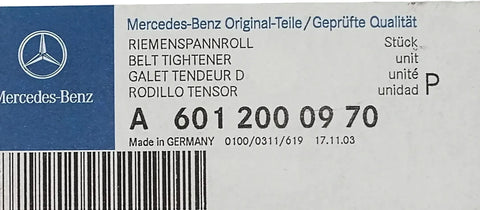 Mercedes-Benz Original-Teile/Geprüfte Qualität
RIEMENSPANNROLL Stück
BELT TIGHTENER unit
GALET TENDEUR D unité
RODILLO TENSOR unidad P
Mercedes-Benz
A 601 200 09 70
Made in GERMANY 0100/0311/619 17.11.03